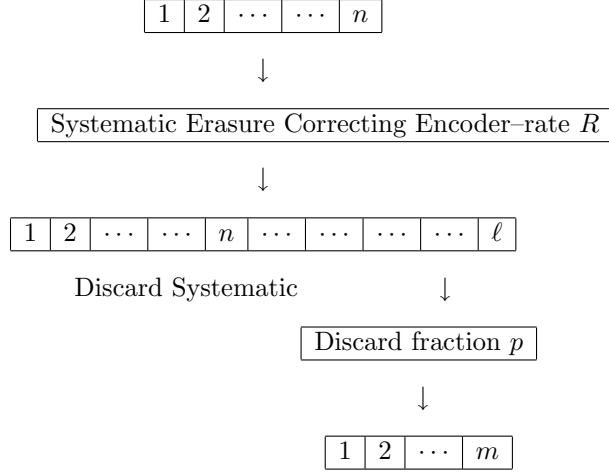 1 2 ⋯ ⋯ n
↓
Systematic Erasure Correcting Encoder–rate R
↓
1 2 ⋯ ⋯ n ⋯ ⋯ ⋯ ⋯ ℓ
Discard Systematic ↓
Discard fraction p
↓
1 2 ⋯ m